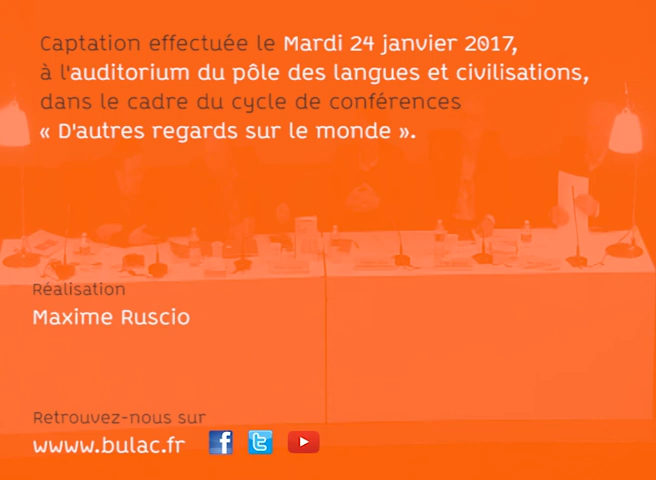 Captation effectuée le Mardi 24 janvier 2017,
à l'auditorium du pôle des langues et civilisations,
dans le cadre du cycle de conférences
« D'autres regards sur le monde ».
Réalisation
Maxime Ruscio
Retrouvez-nous sur
wwww.bulac.fr